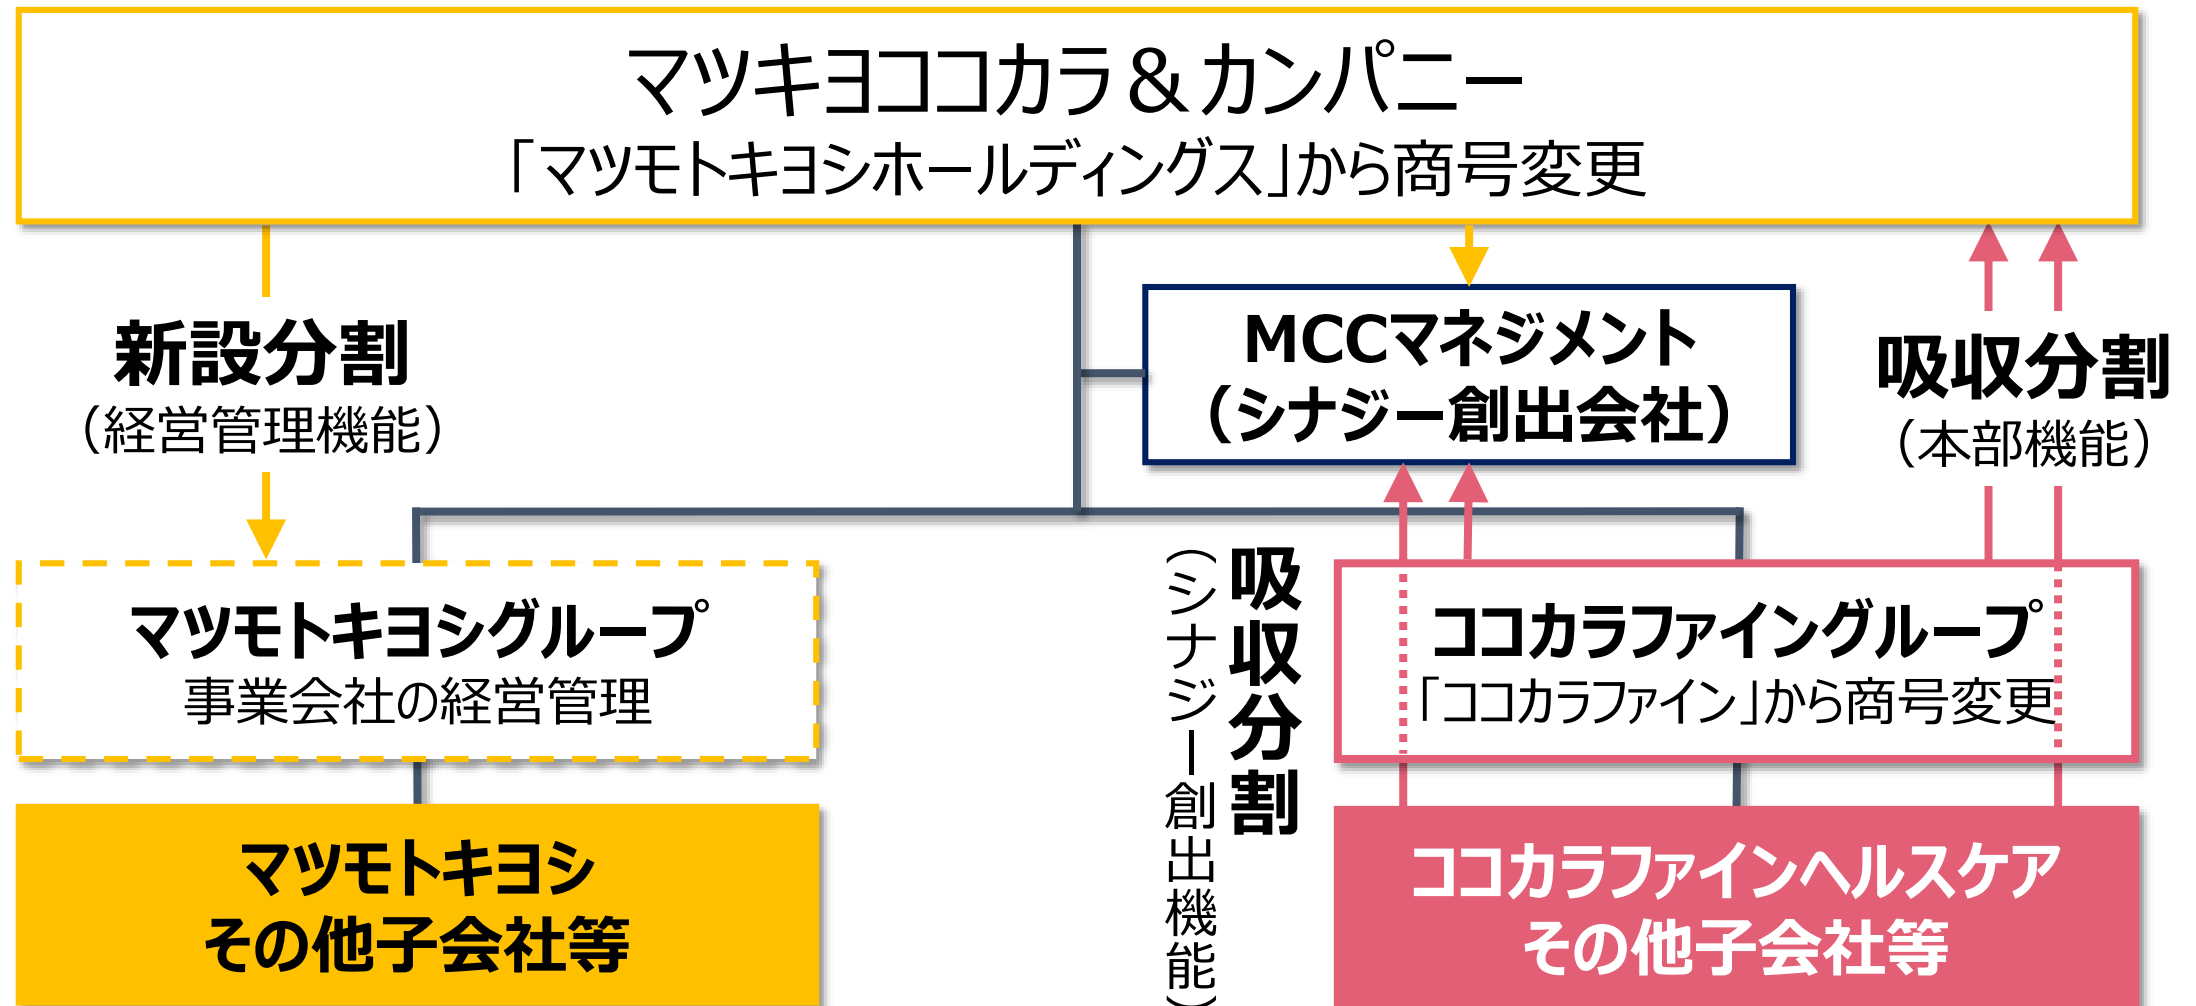 マツキヨココカラ＆カンパニー
「マツモトキヨシホールディングス」から商号変更
新設分割
（経営管理機能）
MCCマネジメント
（シナジー創出会社）
吸収分割
（本部機能）
マツモトキヨシグループ
事業会社の経営管理
吸収分割
（シナジー創出機能）
ココカラファイングループ
「ココカラファイン」から商号変更
マツモトキヨシ
その他子会社等
ココカラファインヘルスケア
その他子会社等